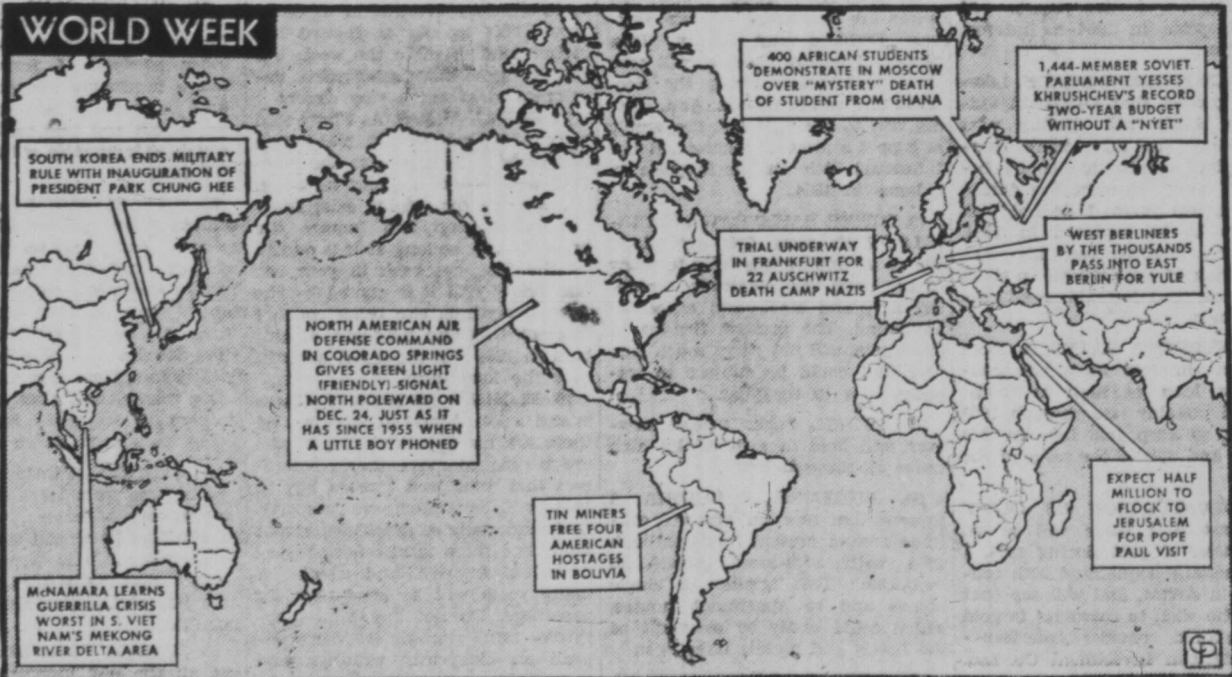 WORLD WEEK
SOUTH KOREA ENDS MILITARY
RULE WITH INAUGURATION OF
PRESIDENT PARK CHUNG HEE
400 AFRICAN STUDENTS
DEMONSTRATE IN MOSCOW
OVER "MYSTERY" DEATH
OF STUDENT FROM GHANA
1,444-MEMBER SOVIET
PARLIAMENT YESSES
KHRUSHCHEV'S RECORD
TWO-YEAR BUDGET
WITHOUT A "NYET"
TRIAL UNDERWAY
IN FRANKFURT FOR
22 AUSCHWITZ
DEATH CAMP NAZIS
WEST BERLINERS
BY THE THOUSANDS
PASS INTO EAST
BERLIN FOR YULE
NORTH AMERICAN AIR
DEFENSE COMMAND
IN COLORADO SPRINGS
GIVES GREEN LIGHT
(FRIENDLY) SIGNAL
NORTH POLEWARD ON
DEC. 24, JUST AS IT
HAS SINCE 1955 WHEN
A LITTLE BOY PHONED
TIN MINERS
FREE FOUR
AMERICAN
HOSTAGES
IN BOLIVIA
EXPECT HALF
MILLION TO
FLOCK TO
JERUSALEM
FOR POPE
PAUL VISIT
McNAMARA LEARNS
GUERRILLA CRISIS
WORST IN S. VIET
NAM'S MEKONG
RIVER DELTA AREA
CP